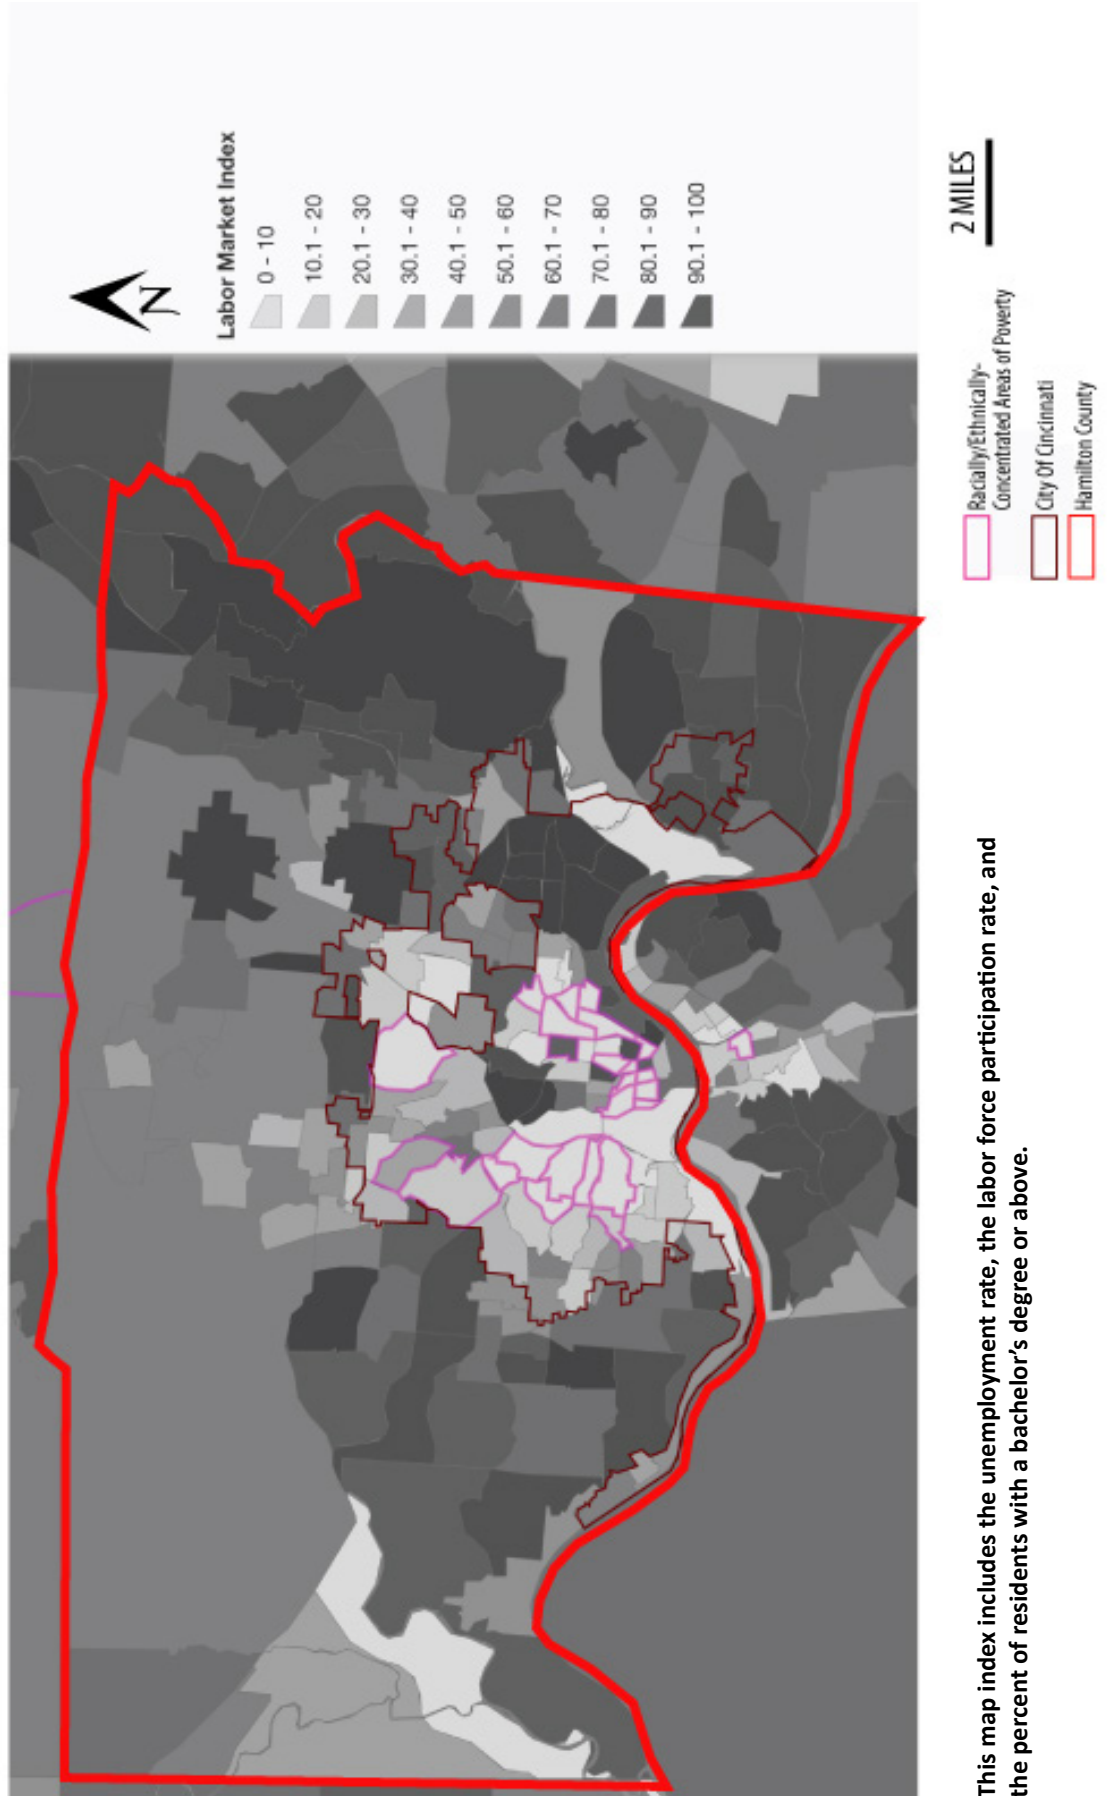 N
Labor Market Index
0 - 10
10.1 - 20
20.1 - 30
30.1 - 40
40.1 - 50
50.1 - 60
60.1 - 70
70.1 - 80
80.1 - 90
90.1 - 100
2 MILES
Racially/Ethnically-
Concentrated Areas of Poverty
City Of Cincinnati
Hamilton County
This map index includes the unemployment rate, the labor force participation rate, and
the percent of residents with a bachelor’s degree or above.